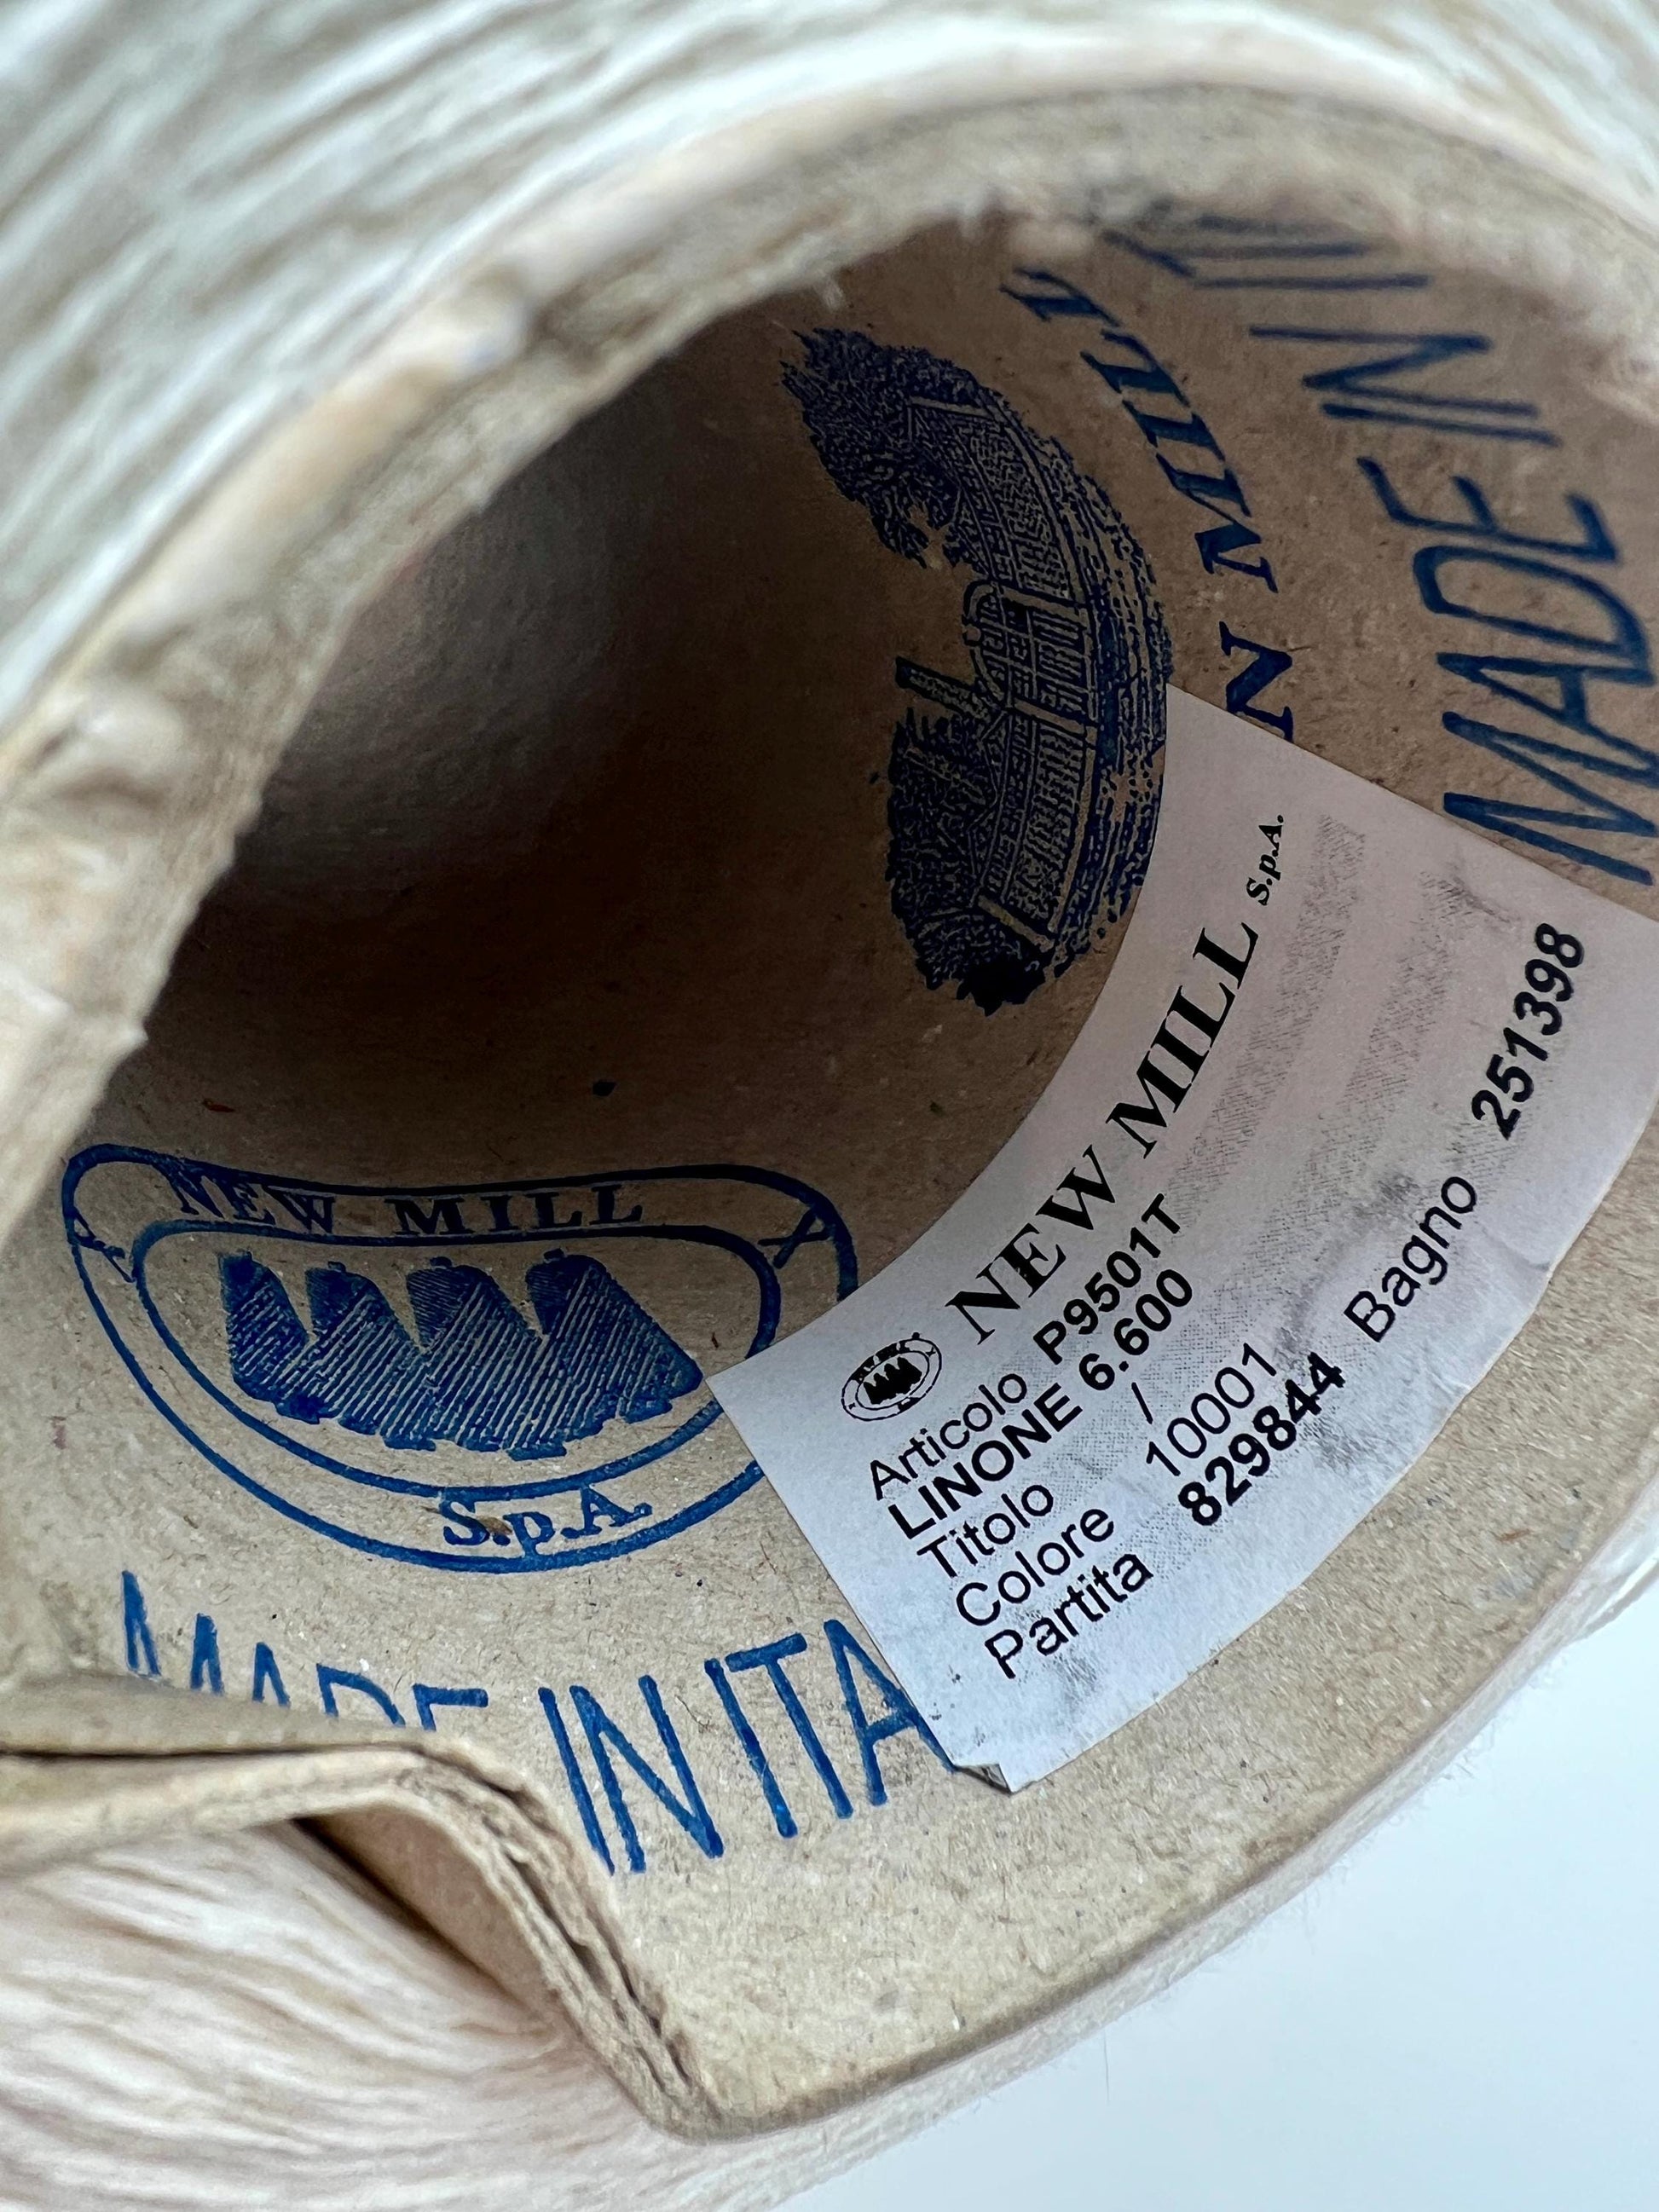 NEW MILL
S.p.A.
MADE IN ITA
N MILL
MADE IN
NEW MILL S.p.A.
Articolo P9501T
LINONE 6.600
Titolo /
Colore 10001
Partita 829844 Bagno 251398